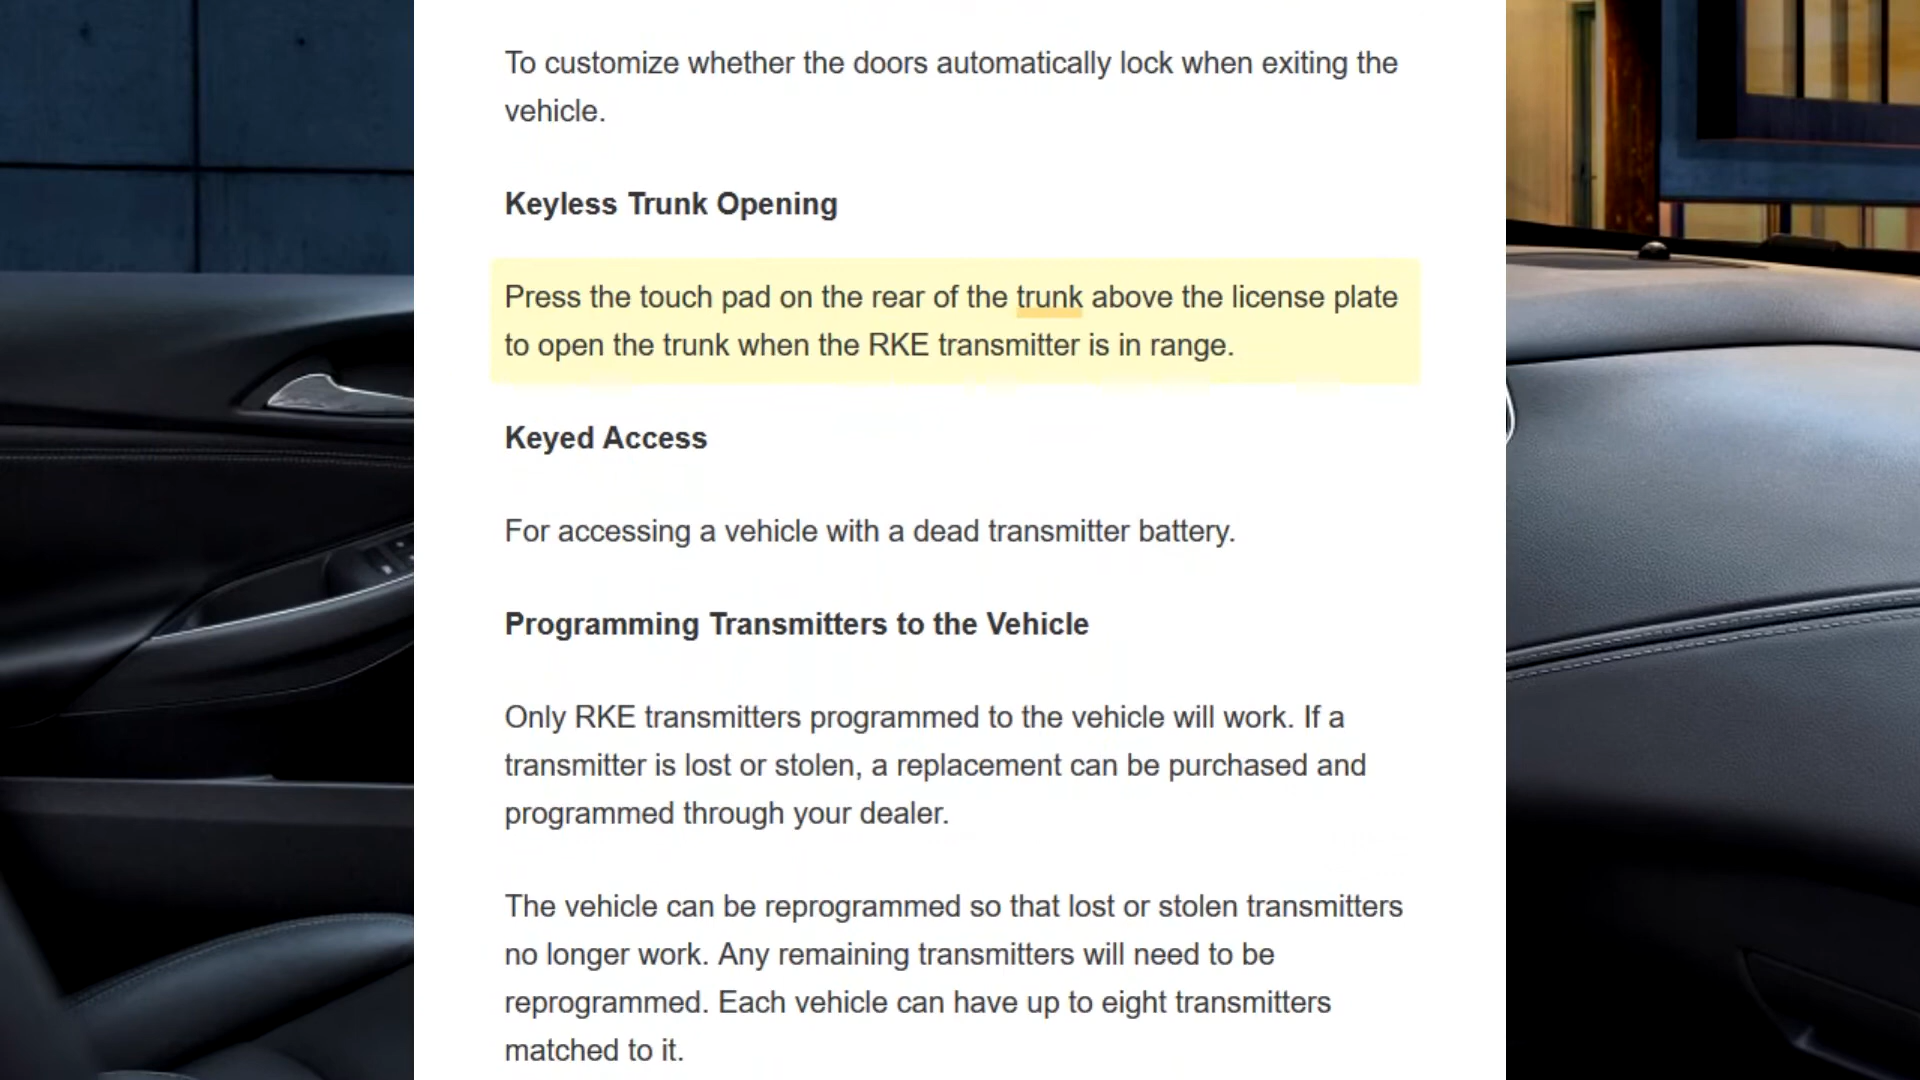 To customize whether the doors automatically lock when exiting the
vehicle.
Keyless Trunk Opening
Press the touch pad on the rear of the trunk above the license plate
to open the trunk when the RKE transmitter is in range.
Keyed Access
For accessing a vehicle with a dead transmitter battery.
Programming Transmitters to the Vehicle
Only RKE transmitters programmed to the vehicle will work. If a
transmitter is lost or stolen, a replacement can be purchased and
programmed through your dealer.
The vehicle can be reprogrammed so that lost or stolen transmitters
no longer work. Any remaining transmitters will need to be
reprogrammed. Each vehicle can have up to eight transmitters
matched to it.